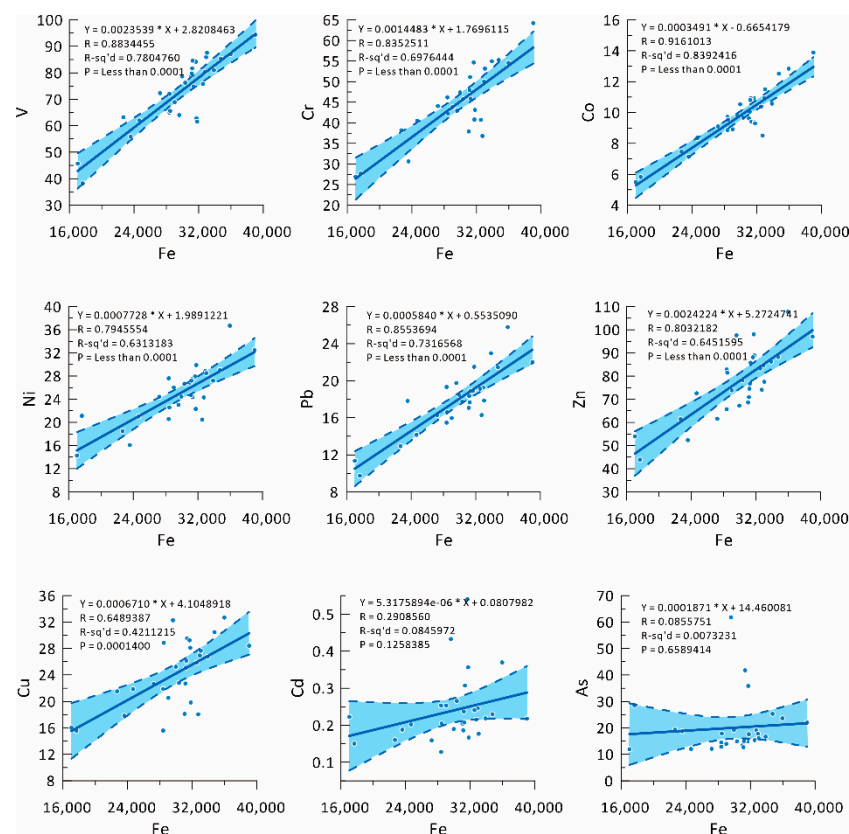 Y = 0.0023539 * X + 2.8208463
R = 0.8834455
R-sq'd = 0.7804760
P = Less than 0.0001
100
90
80
70
60
50
40
30
V
16,000
24,000
32,000
40,000
Fe
Y = 0.0014483 * X + 1.7696115
R = 0.8352511
R-sq'd = 0.6976444
P = Less than 0.0001
65
60
55
50
45
40
35
30
25
20
Cr
16,000
24,000
32,000
40,000
Fe
Y = 0.0003491 * X - 0.6654179
R = 0.9161013
R-sq'd = 0.8392416
P = Less than 0.0001
16
14
12
10
8
6
4
Co
16,000
24,000
32,000
40,000
Fe
Y = 0.0007728 * X + 1.9891221
R = 0.7945554
R-sq'd = 0.6313183
P = Less than 0.0001
40
36
32
28
24
20
16
12
8
Ni
16,000
24,000
32,000
40,000
Fe
Y = 0.0005840 * X + 0.5535090
R = 0.8553694
R-sq'd = 0.7316568
P = Less than 0.0001
28
24
20
16
12
8
Pb
16,000
24,000
32,000
40,000
Fe
Y = 0.0024224 * X + 5.2724741
R = 0.8032182
R-sq'd = 0.6451595
P = Less than 0.0001
110
100
90
80
70
60
50
40
30
Zn
16,000
24,000
32,000
40,000
Fe
Y = 0.0006710 * X + 4.1048918
R = 0.6489387
R-sq'd = 0.4211215
P = 0.0001400
36
32
28
24
20
16
12
8
Cu
16,000
24,000
32,000
40,000
Fe
Y = 5.3175894e-06 * X + 0.0807982
R = 0.2908560
R-sq'd = 0.0845972
P = 0.1258385
0.5
0.4
0.3
0.2
0.1
Cd
16,000
24,000
32,000
40,000
Fe
Y = 0.0001871 * X + 14.460081
R = 0.0855751
R-sq'd = 0.0073231
P = 0.6589414
70
60
50
40
30
20
10
0
As
16,000
24,000
32,000
40,000
Fe